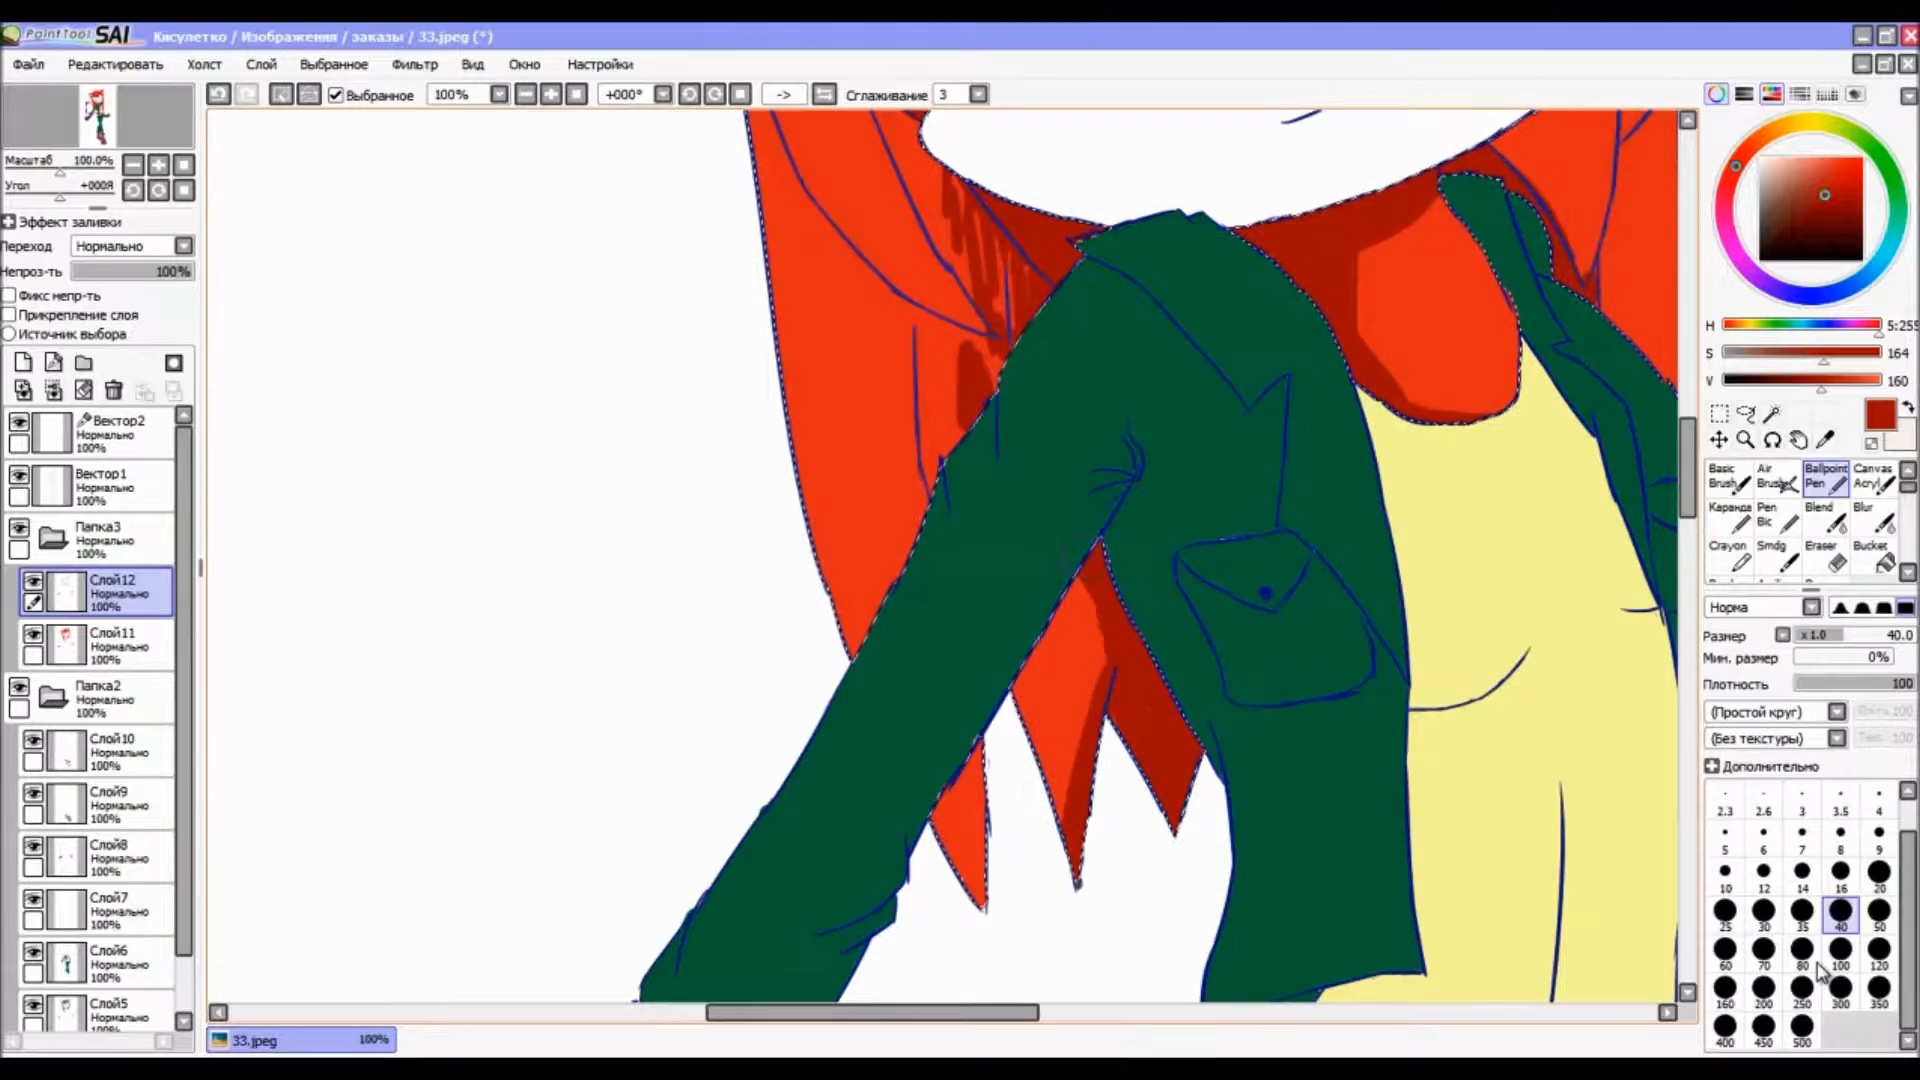 PaintTool SAI
Кисулетко / Изображения / заказы / 33.jpeg (*)
Файл Редактировать Холст Слой Выбранное Фильтр Вид Окно Настройки
Выбранное 100% +000° -> Сглаживание 3
Масштаб 100.0%
Угол +000Я
Эффект заливки
Переход Нормально
Непроз-ть 100%
Фикс непр-ть
Прикрепление слоя
Источник выбора
Вектор2
Нормально
100%
Вектор1
Нормально
100%
Папка3
Нормально
100%
Слой12
Нормально
100%
Слой11
Нормально
100%
Папка2
Нормально
100%
Слой10
Нормально
100%
Слой9
Нормально
100%
Слой8
Нормально
100%
Слой7
Нормально
100%
Слой6
Нормально
100%
Слой5
Нормально
33.jpeg 100%
H 5:255
S 164
V 160
Basic Brush
Air Brush
Ballpoint Pen
Canvas Acryl
Каранда
Pen Bic
Blend
Blur
Crayon
Smdg
Eraser
Bucket
Норма
Размер x 1.0 40.0
Мин. размер 0%
Плотность 100
(Простой круг)
(Без текстуры)
Дополнительно
2.3 2.6 3 3.5 4
5 6 7 8 9
10 12 14 16 20
25 30 35 40 50
60 70 80 100 120
160 200 250 300 350
400 450 500